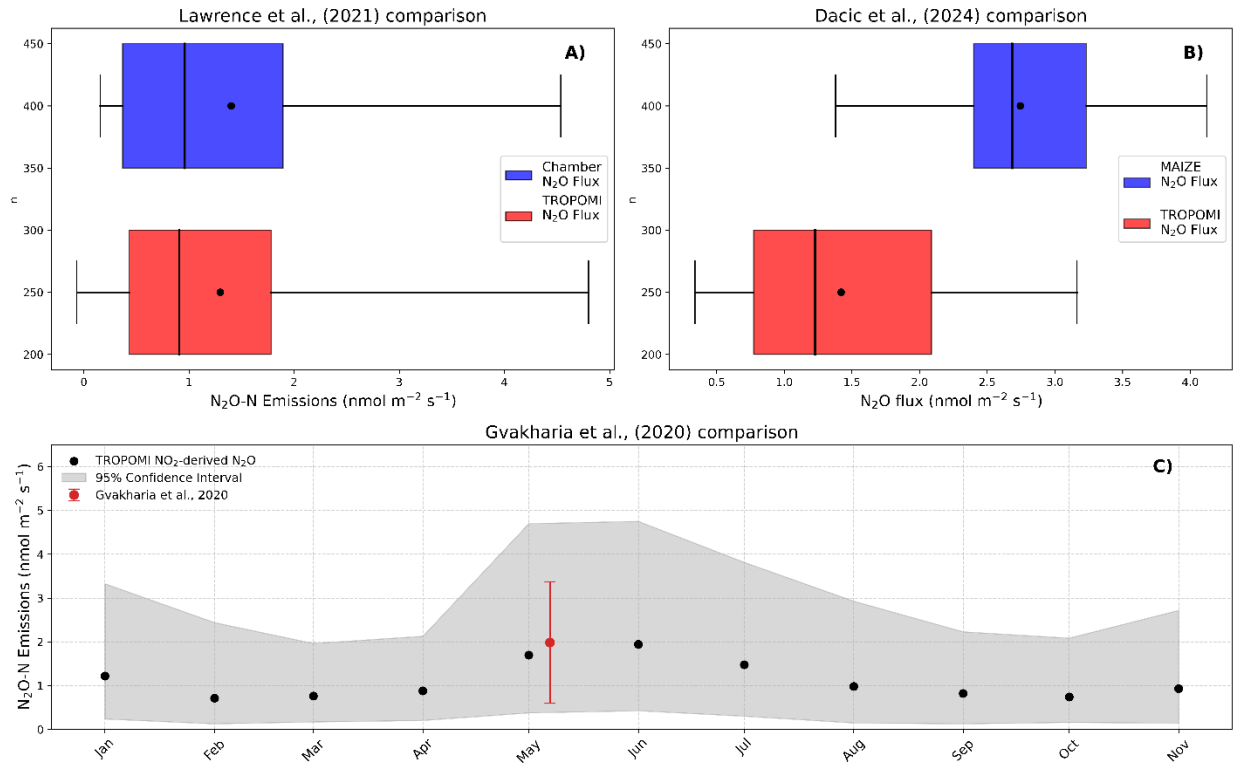 Lawrence et al., (2021) comparison
A)
450
400
350
300
250
200
n
Chamber
N₂O Flux
TROPOMI
N₂O Flux
0
1
2
3
4
5
N₂O-N Emissions (nmol m⁻² s⁻¹)
Dacic et al., (2024) comparison
B)
450
400
350
300
250
200
n
MAIZE
N₂O Flux
TROPOMI
N₂O Flux
0.5
1.0
1.5
2.0
2.5
3.0
3.5
4.0
N₂O flux (nmol m⁻² s⁻¹)
Gvakharia et al., (2020) comparison
C)
TROPOMI NO₂-derived N₂O
95% Confidence Interval
Gvakharia et al., 2020
N₂O-N Emissions (nmol m⁻² s⁻¹)
6
5
4
3
2
1
0
Jan
Feb
Mar
Apr
May
Jun
Jul
Aug
Sep
Oct
Nov